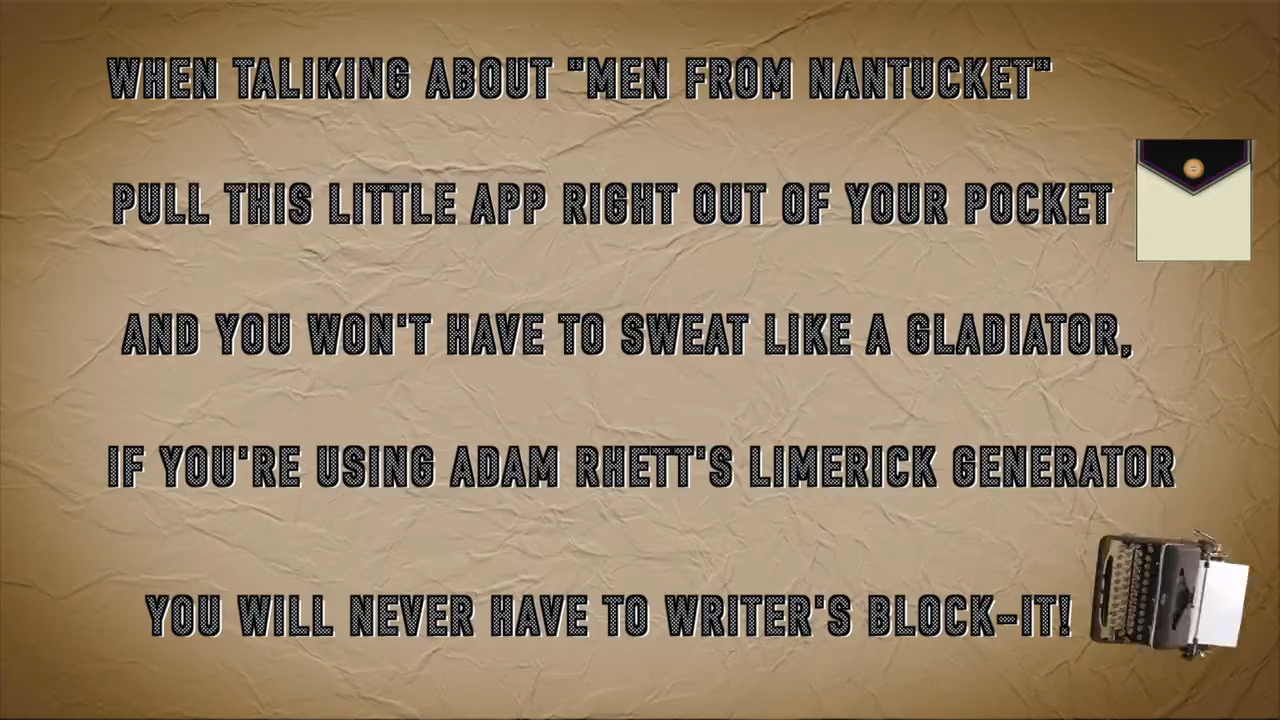 WHEN TALIKING ABOUT "MEN FROM NANTUCKET"
PULL THIS LITTLE APP RIGHT OUT OF YOUR POCKET
AND YOU WON'T HAVE TO SWEAT LIKE A GLADIATOR,
IF YOU'RE USING ADAM RHETT'S LIMERICK GENERATOR
YOU WILL NEVER HAVE TO WRITER'S BLOCK-IT!